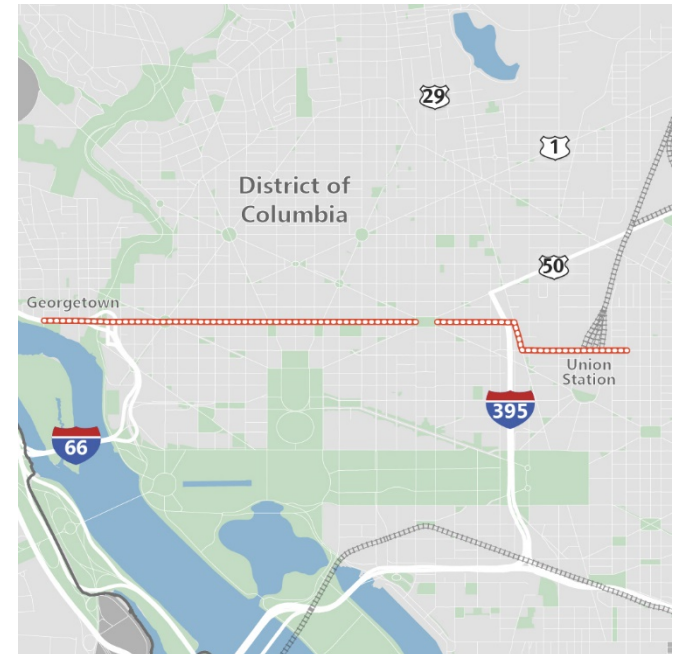 29
1
District of
Columbia
50
Georgetown
Union
Station
395
66